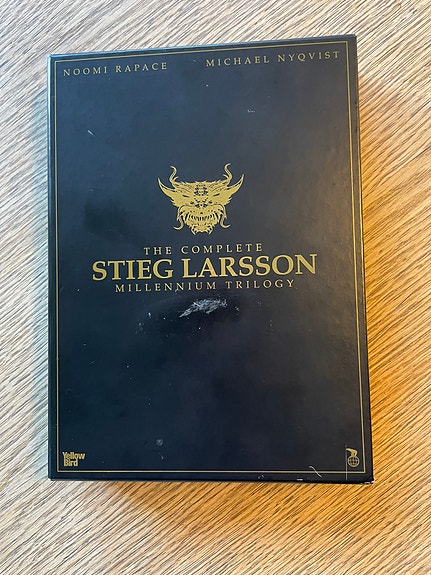 NOOMI RAPACE
MICHAEL NYQVIST
THE COMPLETE
STIEG LARSSON
MILLENNIUM TRILOGY
Yellow
Bird